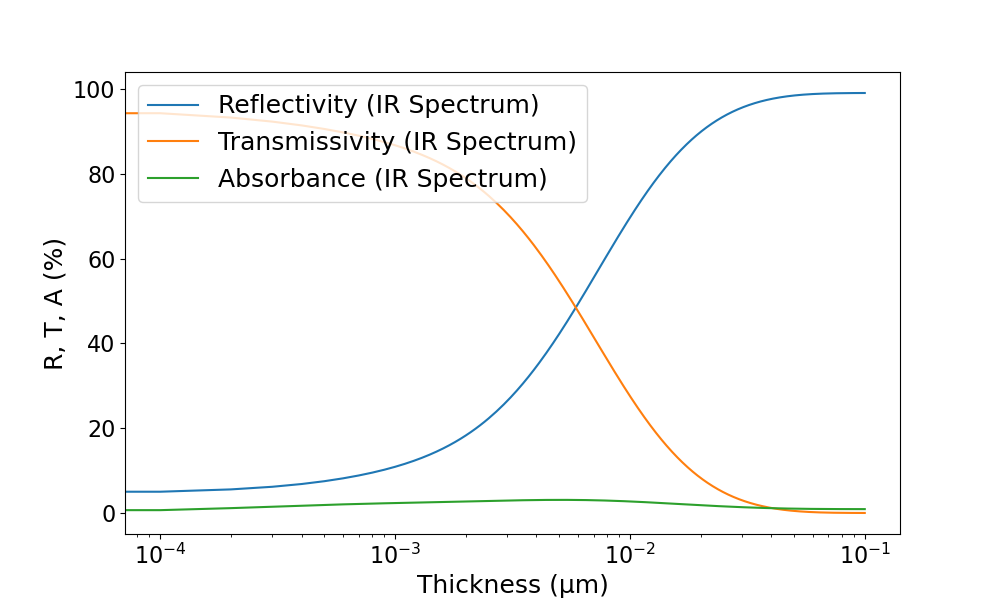 Reflectivity (IR Spectrum)
Transmissivity (IR Spectrum)
Absorbance (IR Spectrum)
R, T, A (%)
100
80
60
40
20
0
10⁻⁴ 10⁻³ 10⁻² 10⁻¹
Thickness (μm)